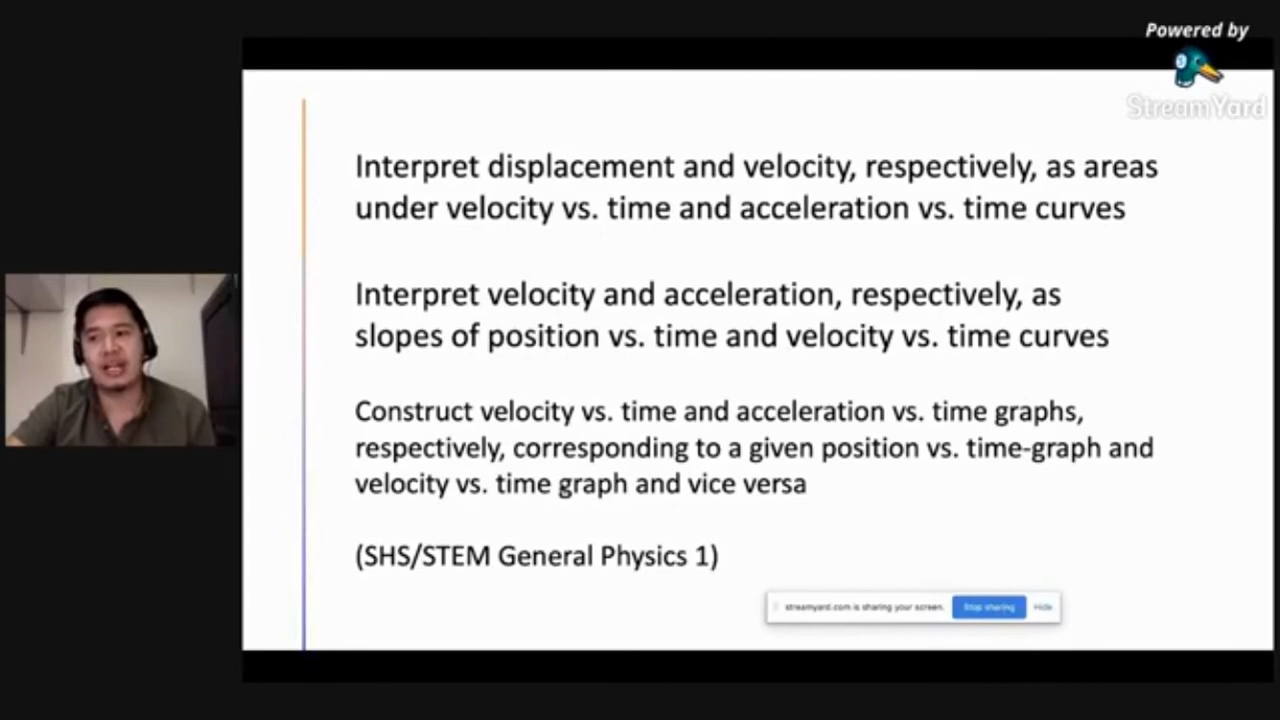 Powered by
StreamYard
Interpret displacement and velocity, respectively, as areas
under velocity vs. time and acceleration vs. time curves
Interpret velocity and acceleration, respectively, as
slopes of position vs. time and velocity vs. time curves
Construct velocity vs. time and acceleration vs. time graphs,
respectively, corresponding to a given position vs. time-graph and
velocity vs. time graph and vice versa
(SHS/STEM General Physics 1)
streamyard.com is sharing your screen. Stop sharing Hide